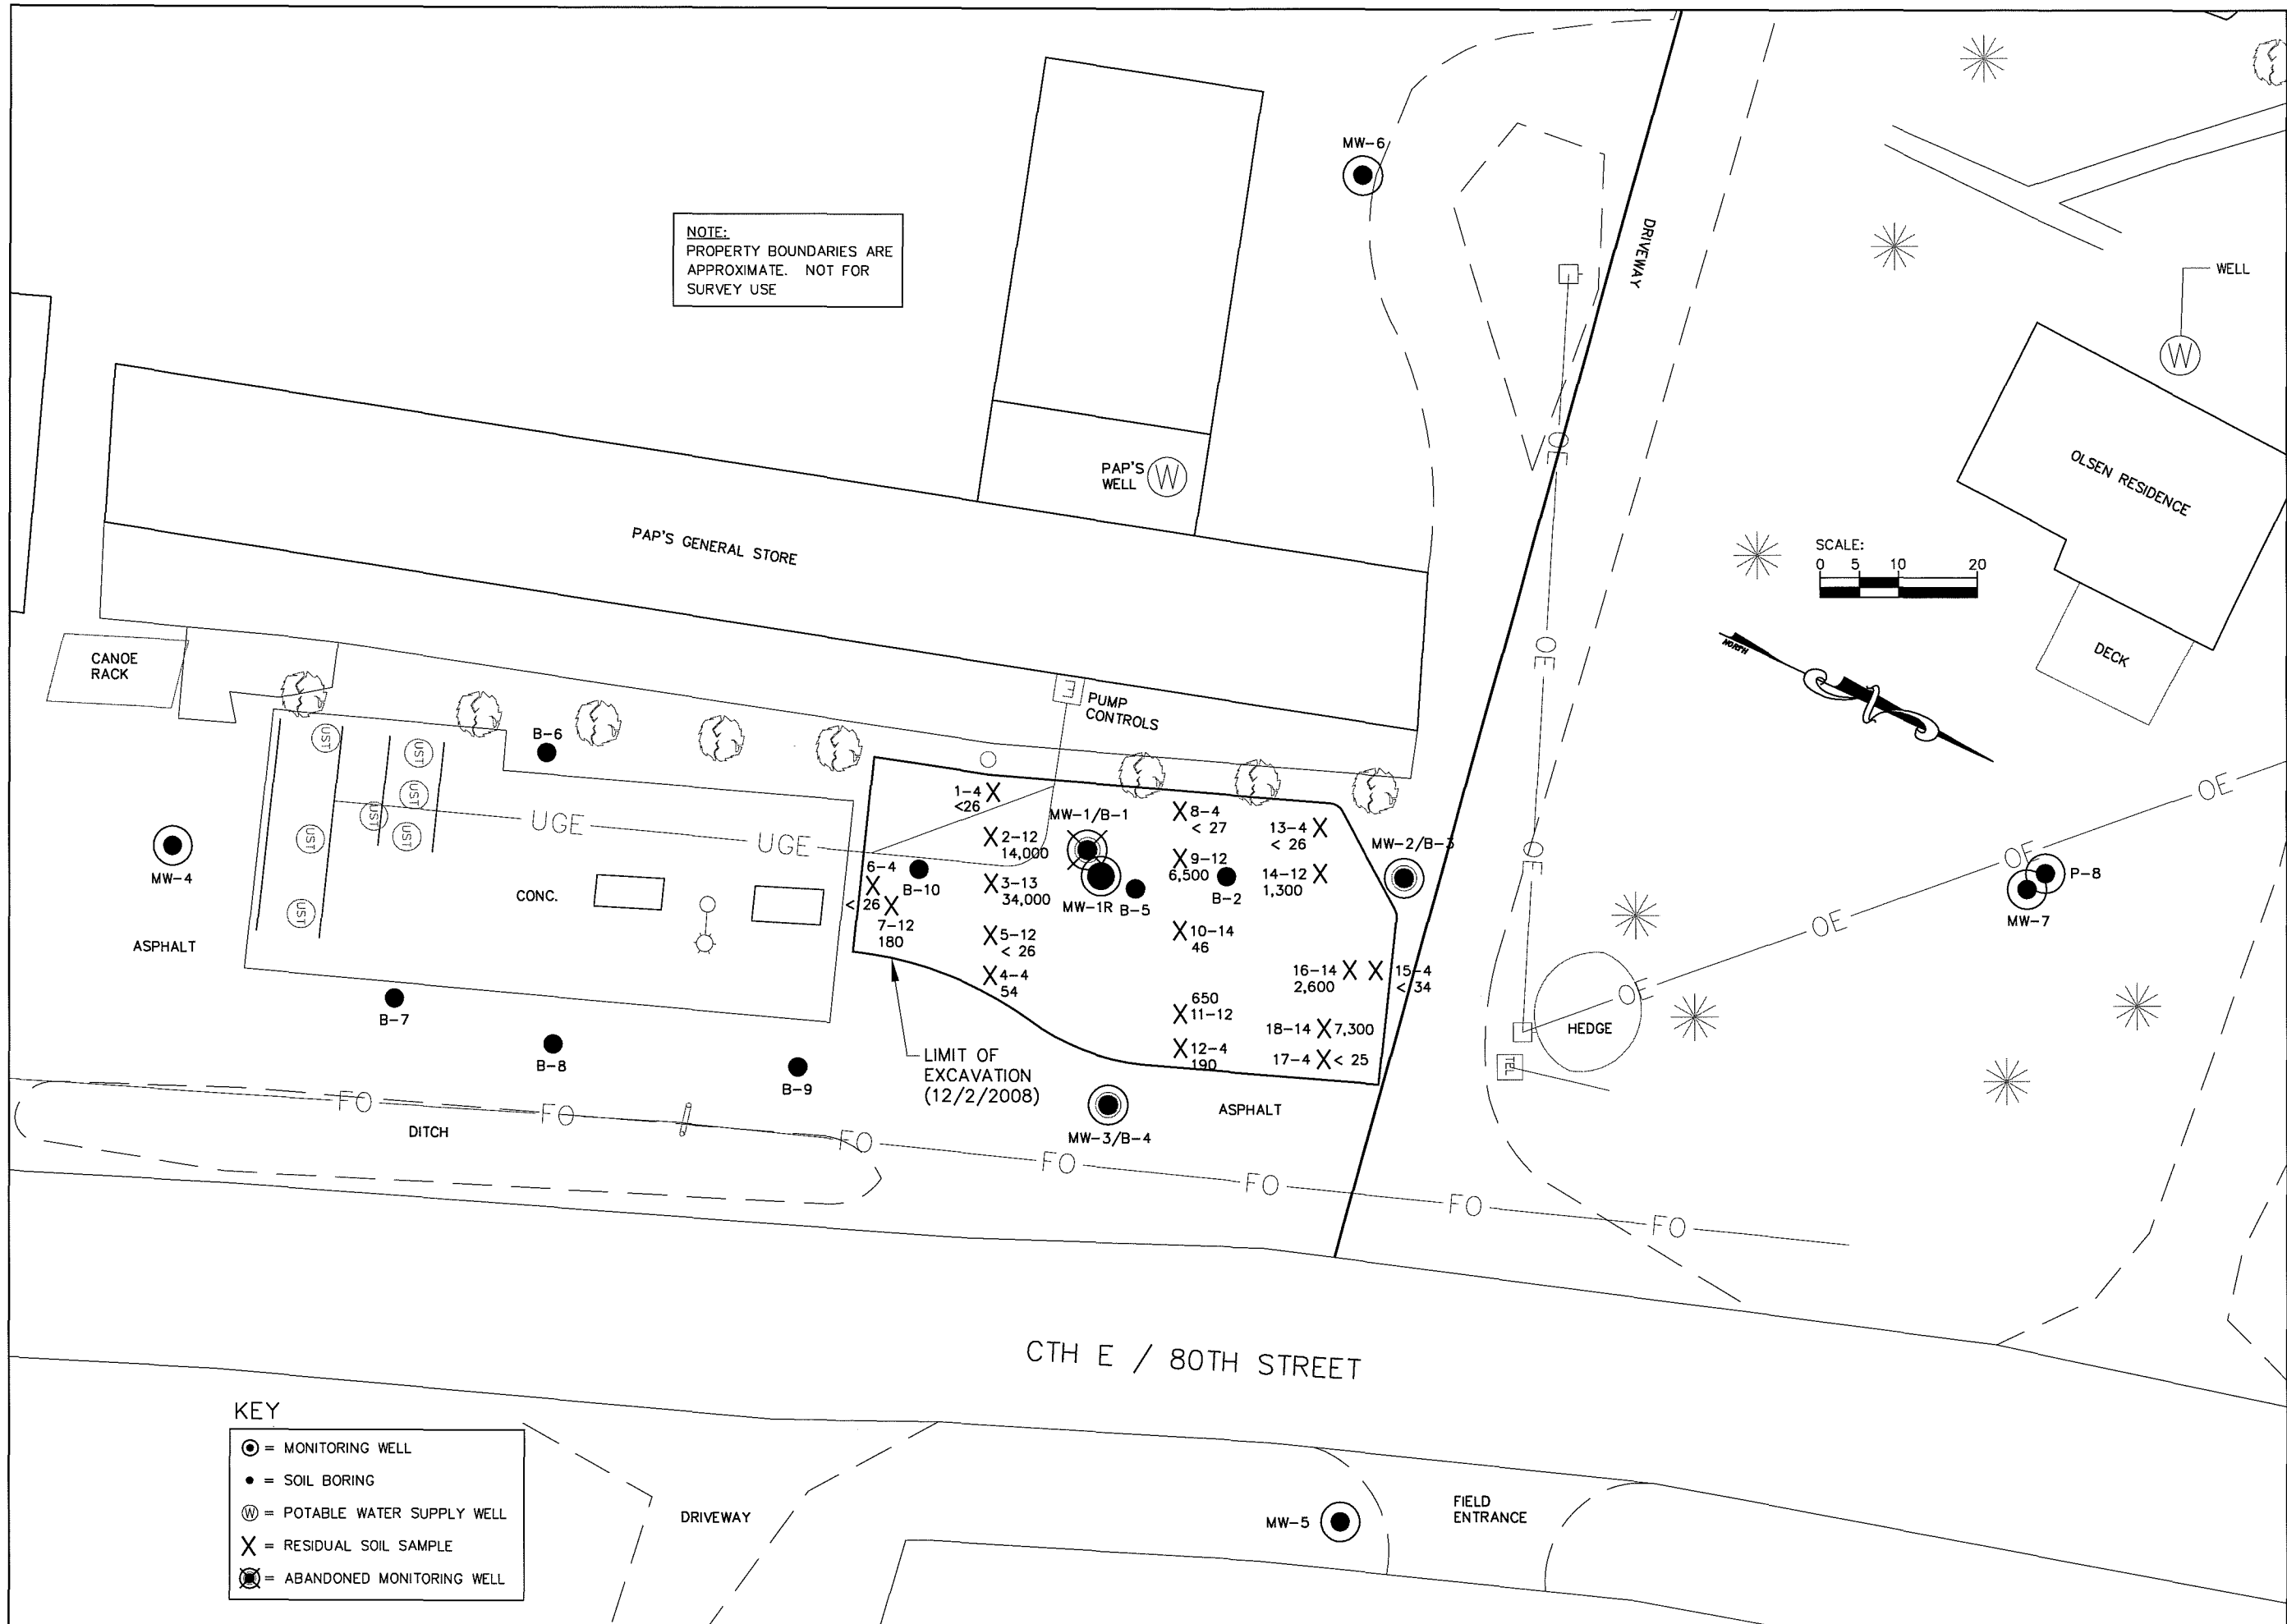 MW-6
NOTE:
PROPERTY BOUNDARIES ARE
APPROXIMATE. NOT FOR
SURVEY USE
DRIVEWAY
WELL
W
PAP'S
WELL
W
OLSEN RESIDENCE
PAP'S GENERAL STORE
SCALE:
0 5 10 20
NORTH
DECK
CANOE
RACK
E
PUMP
CONTROLS
OE
OE
OE
OE
OE
OE
OE
B-6
UST
UST
UST
UST
UST
UST
UST
UGE
UGE
MW-4
CONC.
ASPHALT
1-4
<26
2-12
14,000
3-13
34,000
5-12
< 26
4-4
54
6-4
< 26
7-12
180
B-10
MW-1/B-1
MW-1R
B-5
8-4
< 27
9-12
6,500
B-2
10-14
46
650
11-12
12-4
190
13-4
< 26
14-12
1,300
MW-2/B-3
16-14
2,600
15-4
< 34
18-14 7,300
17-4 < 25
P-8
MW-7
HEDGE
TEL
B-7
B-8
B-9
LIMIT OF
EXCAVATION
(12/2/2008)
MW-3/B-4
ASPHALT
FO
FO
FO
FO
FO
FO
FO
DITCH
CTH E / 80TH STREET
KEY
= MONITORING WELL
= SOIL BORING
W = POTABLE WATER SUPPLY WELL
X = RESIDUAL SOIL SAMPLE
= ABANDONED MONITORING WELL
DRIVEWAY
MW-5
FIELD
ENTRANCE